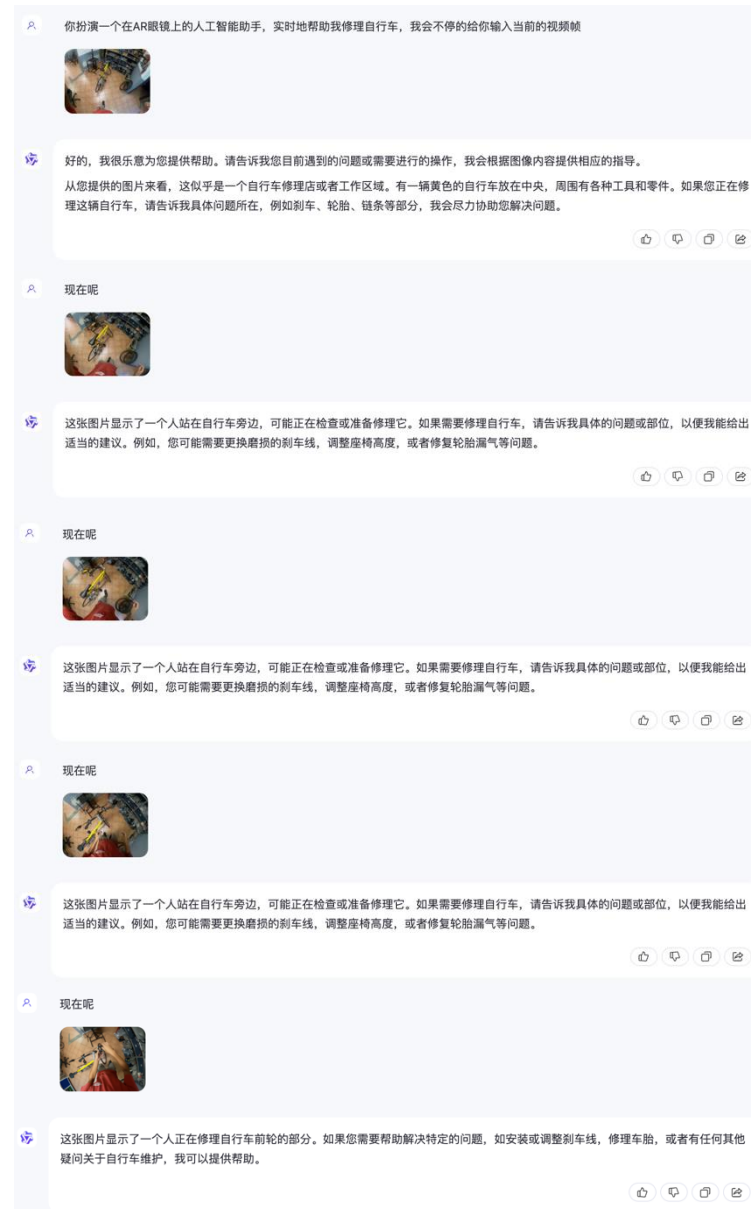 你扮演一个在AR眼镜上的人工智能助手，实时地帮助我修理自行车，我会不停的给你输入当前的视频帧
好的，我很乐意为您提供帮助。请告诉我您目前遇到的问题或需要进行的操作，我会根据图像内容提供相应的指导。
从您提供的图片来看，这似乎是一个自行车修理店或者工作区域。有一辆黄色的自行车放在中央，周围有各种工具和零件。如果您正在修
理这辆自行车，请告诉我具体问题所在，例如刹车、轮胎、链条等部分，我会尽力协助您解决问题。
现在呢
这张图片显示了一个人站在自行车旁边，可能正在检查或准备修理它。如果需要修理自行车，请告诉我具体的问题或部位，以便我能给出
适当的建议。例如，您可能需要更换磨损的刹车线，调整座椅高度，或者修复轮胎漏气等问题。
现在呢
这张图片显示了一个人站在自行车旁边，可能正在检查或准备修理它。如果需要修理自行车，请告诉我具体的问题或部位，以便我能给出
适当的建议。例如，您可能需要更换磨损的刹车线，调整座椅高度，或者修复轮胎漏气等问题。
现在呢
这张图片显示了一个人站在自行车旁边，可能正在检查或准备修理它。如果需要修理自行车，请告诉我具体的问题或部位，以便我能给出
适当的建议。例如，您可能需要更换磨损的刹车线，调整座椅高度，或者修复轮胎漏气等问题。
现在呢
这张图片显示了一个人正在修理自行车前轮的部分。如果您需要帮助解决特定的问题，如安装或调整刹车线，修理车胎，或者有任何其他
疑问关于自行车维护，我可以提供帮助。